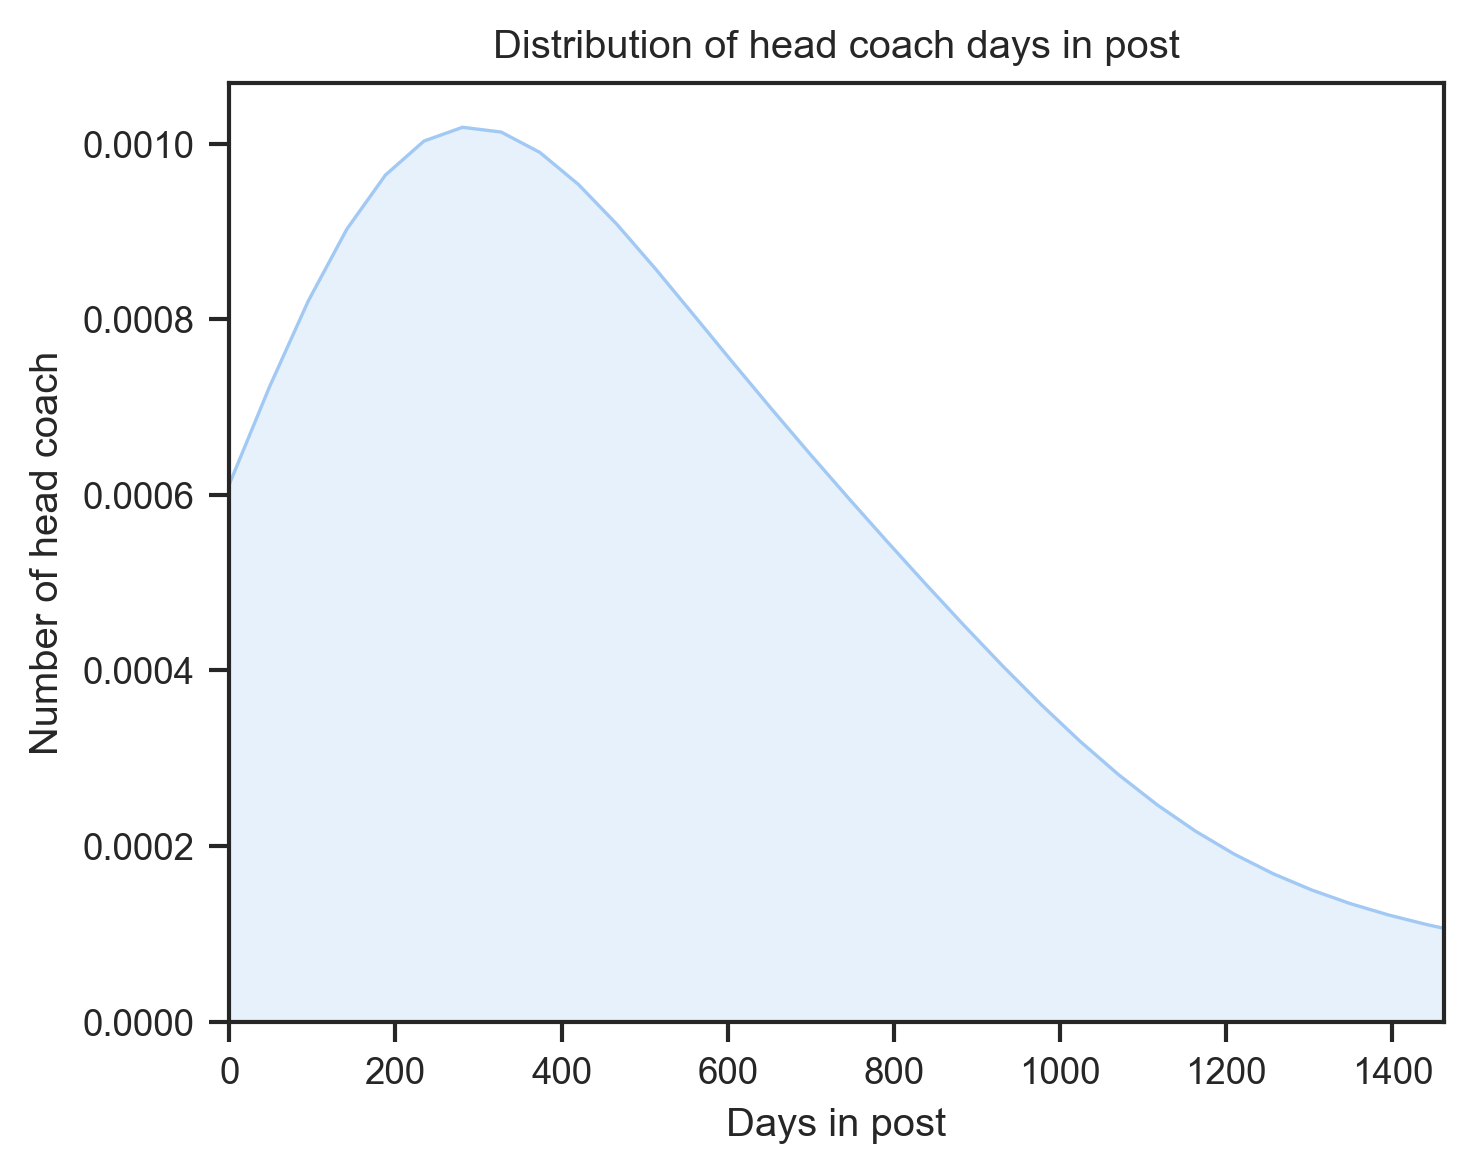 Distribution of head coach days in post
0.0010
0.0008
0.0006
0.0004
0.0002
0.0000
Number of head coach
0 200 400 600 800 1000 1200 1400
Days in post